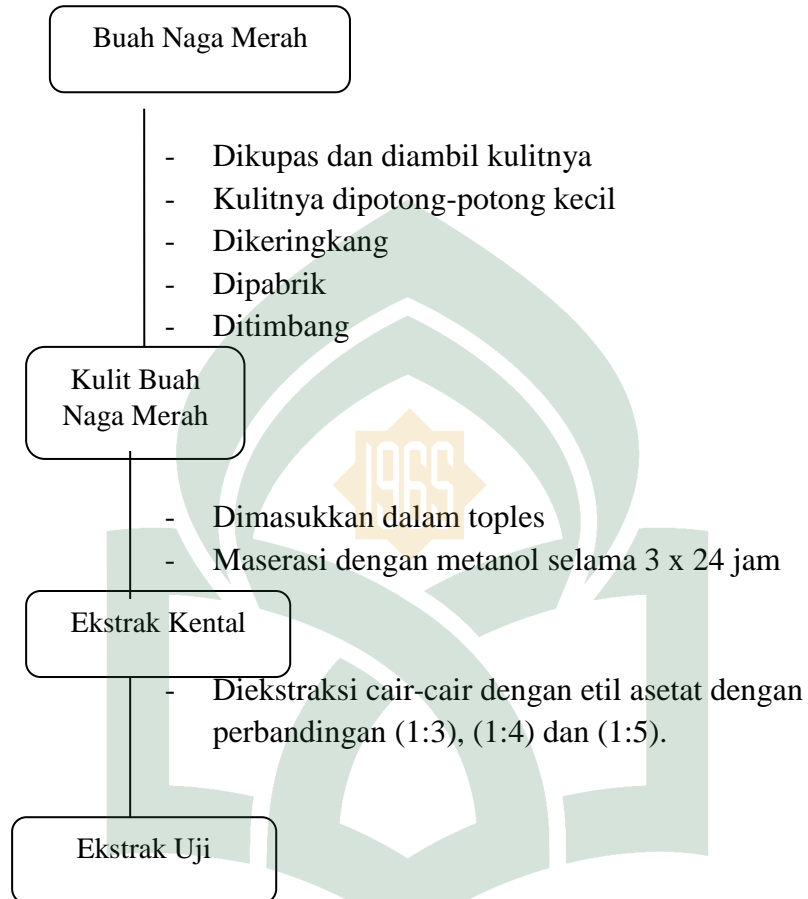 Buah Naga Merah
- Dikupas dan diambil kulitnya
- Kulitnya dipotong-potong kecil
- Dikeringkang
- Dipabrik
- Ditimbang
Kulit Buah
Naga Merah
1965
- Dimasukkan dalam toples
- Maserasi dengan metanol selama 3 x 24 jam
Ekstrak Kental
- Diekstraksi cair-cair dengan etil asetat dengan
perbandingan (1:3), (1:4) dan (1:5).
Ekstrak Uji